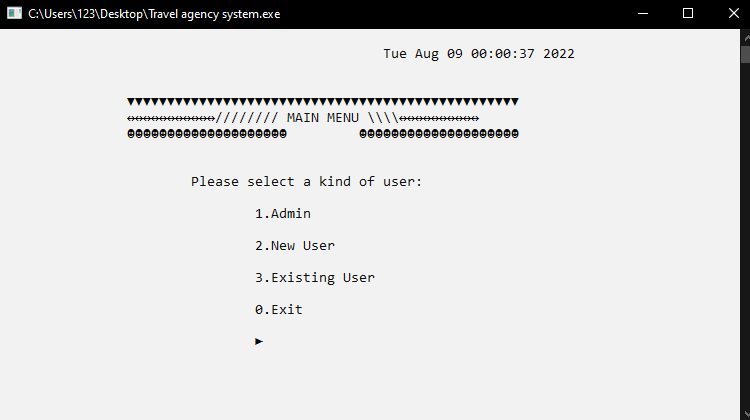 C:\Users\123\Desktop\Travel agency system.exe
Tue Aug 09 00:00:37 2022
▼▼▼▼▼▼▼▼▼▼▼▼▼▼▼▼▼▼▼▼▼▼▼▼▼▼▼▼▼▼▼▼▼▼▼▼▼▼▼▼▼▼▼▼▼▼▼▼▼
↔↔↔↔↔↔↔↔↔↔↔//////// MAIN MENU \\\\↔↔↔↔↔↔↔↔↔↔
☻☻☻☻☻☻☻☻☻☻☻☻☻☻☻☻☻☻☻☻         ☻☻☻☻☻☻☻☻☻☻☻☻☻☻☻☻☻☻☻☻
Please select a kind of user:
1.Admin
2.New User
3.Existing User
0.Exit
►